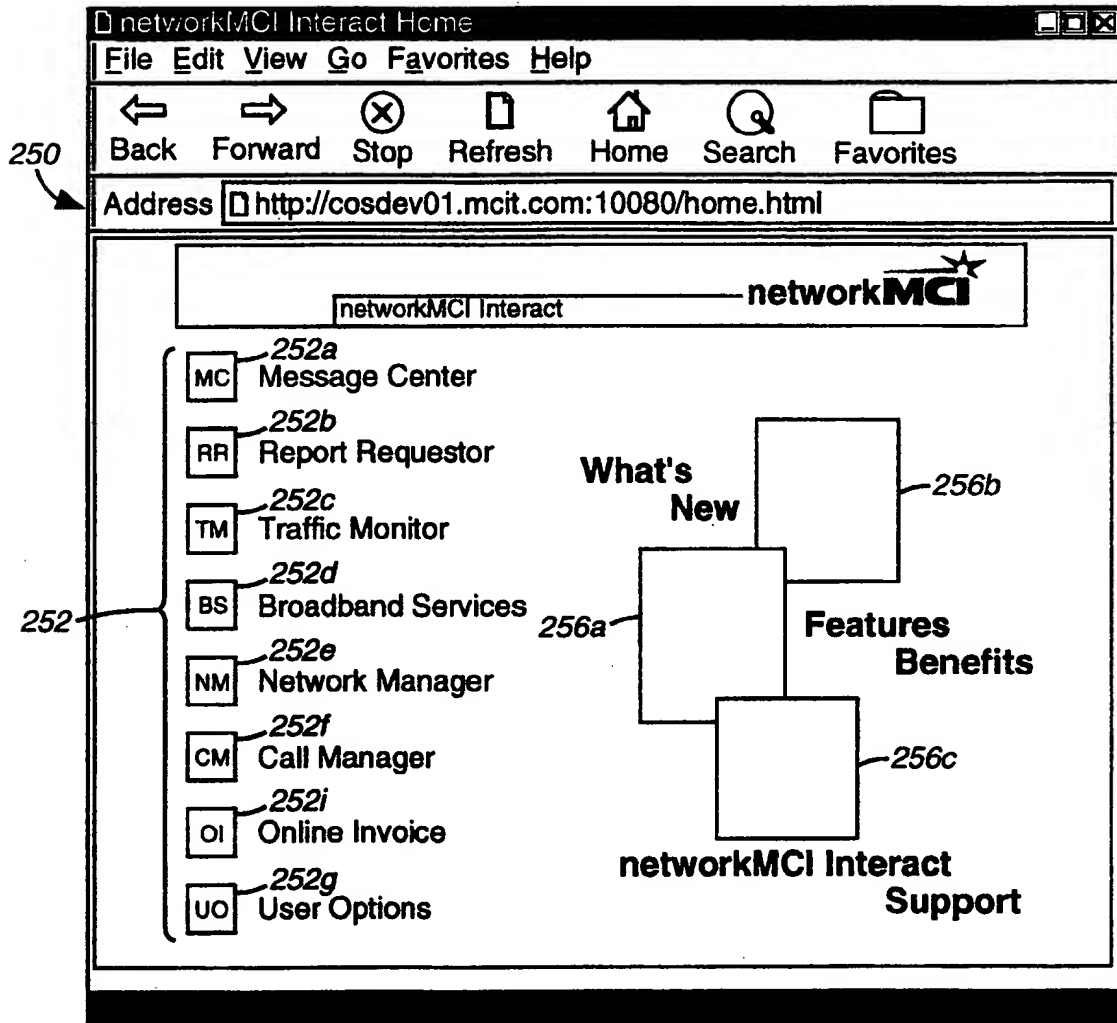 networkMCI Interact Home
File Edit View Go Favorites Help
Back Forward Stop Refresh Home Search Favorites
250
Address http://cosdev01.mcit.com:10080/home.html
networkMCI
networkMCI Interact
252a
MC Message Center
252b
RR Report Requestor
252c
TM Traffic Monitor
252d
BS Broadband Services
252
252e
NM Network Manager
252f
CM Call Manager
252i
OI Online Invoice
252g
UO User Options
What's
New
256b
256a
Features
Benefits
256c
networkMCI Interact
Support